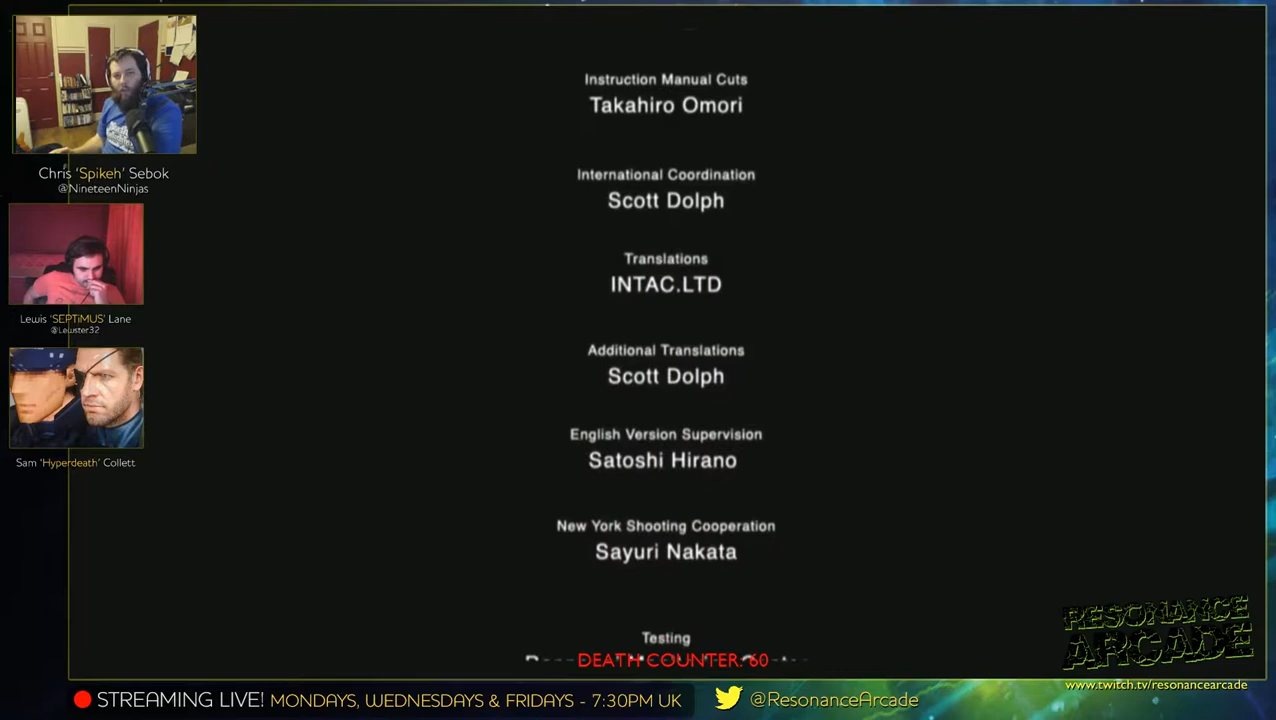 Instruction Manual Cuts
Takahiro Omori
International Coordination
Scott Dolph
Translations
INTAC.LTD
Additional Translations
Scott Dolph
English Version Supervision
Satoshi Hirano
New York Shooting Cooperation
Sayuri Nakata
Testing
DEATH COUNTER: 60
Chris 'Spikeh' Sebok
@NineteenNinjas
Lewis 'SEPTiMUS' Lane
@Lewster32
Sam 'Hyperdeath' Collett
RESONANCE
ARCADE
www.twitch.tv/resonancearcade
STREAMING LIVE! MONDAYS, WEDNESDAYS & FRIDAYS - 7:30PM UK
@ResonanceArcade